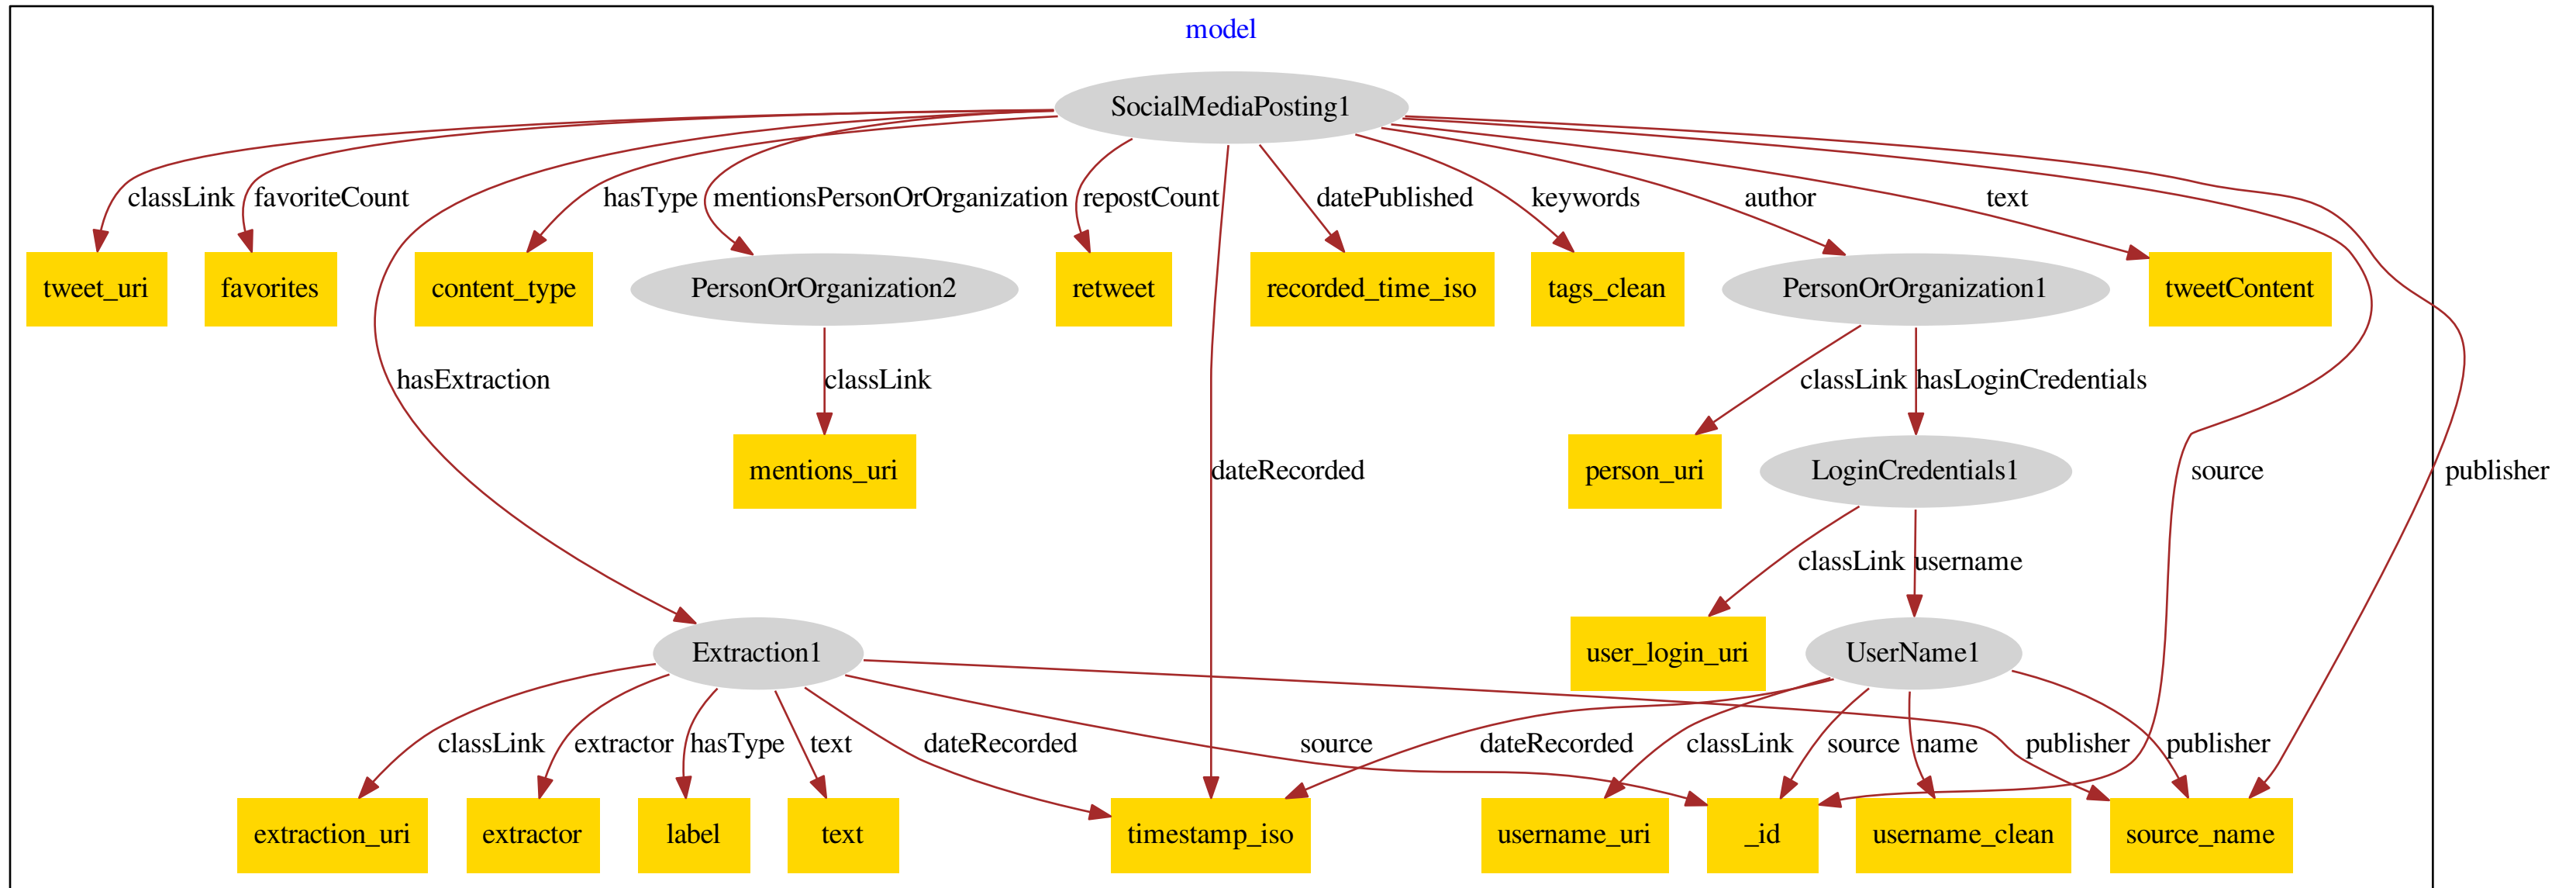 model
SocialMediaPosting1
classLink
favoriteCount
hasType
mentionsPersonOrOrganization
repostCount
datePublished
keywords
author
text
tweet_uri
favorites
content_type
PersonOrOrganization2
retweet
recorded_time_iso
tags_clean
PersonOrOrganization1
tweetContent
hasExtraction
classLink
classLink
hasLoginCredentials
mentions_uri
dateRecorded
person_uri
LoginCredentials1
source
publisher
classLink
username
Extraction1
user_login_uri
UserName1
classLink
extractor
hasType
text
dateRecorded
source
dateRecorded
classLink
source
name
publisher
publisher
extraction_uri
extractor
label
text
timestamp_iso
username_uri
_id
username_clean
source_name